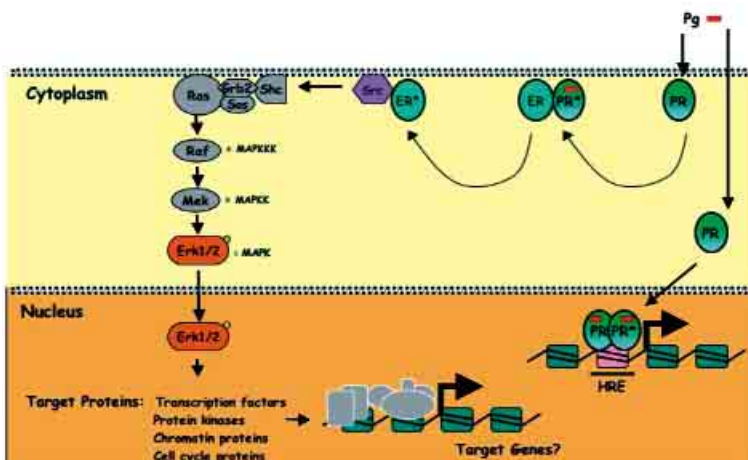 Pg
Cytoplasm
Ras
Grb2
Sos
Shc
Src
ER*
ER
PR*
PR
Raf = MAPKKK
Mek = MAPKK
Erk1/2 = MAPK
PR
Nucleus
Erk1/2
PR
PR*
HRE
Target Proteins:
Transcription factors
Protein kinases
Chromatin proteins
Cell cycle proteins
Target Genes?